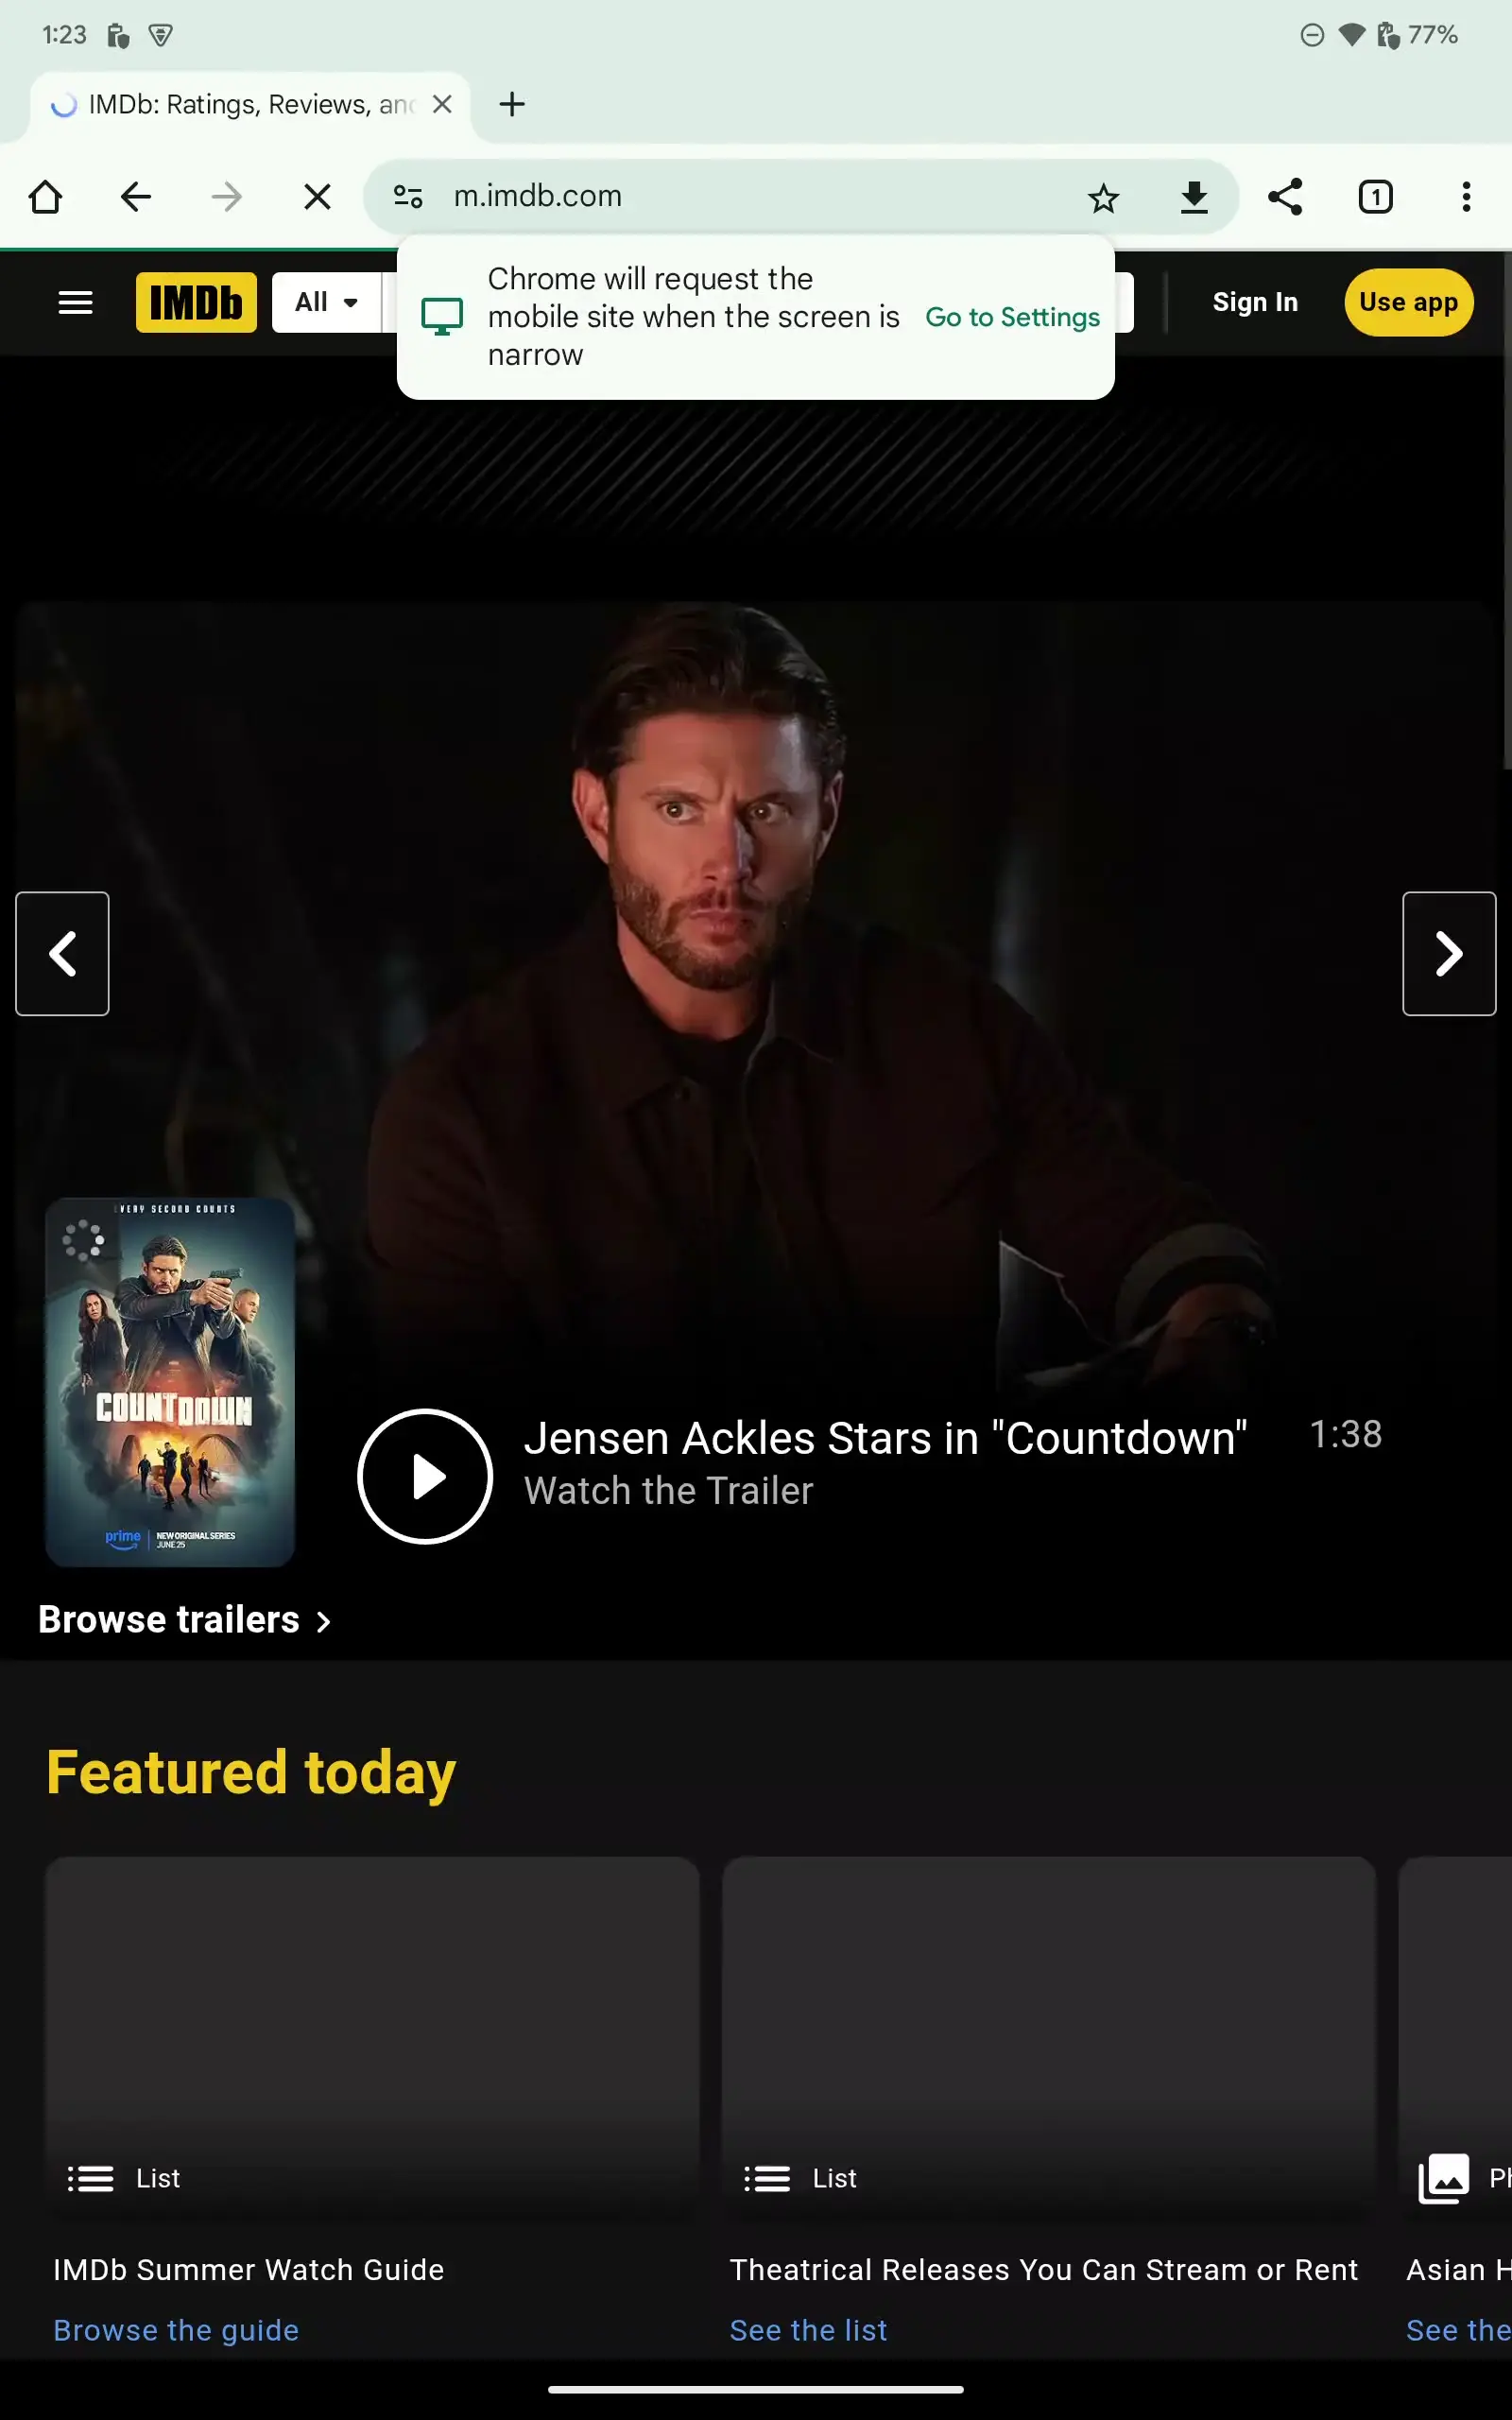 1:23
77%
IMDb: Ratings, Reviews, and
m.imdb.com
1
Chrome will request the
mobile site when the screen is
narrow
Go to Settings
IMDb
All
Sign In
Use app
VERY SECOND COUNTS
COUNTDOWN
prime
NEW ORIGINAL SERIES
JUNE 25
Jensen Ackles Stars in "Countdown"
1:38
Watch the Trailer
Browse trailers
Featured today
List
List
Ph
IMDb Summer Watch Guide
Theatrical Releases You Can Stream or Rent
Asian H
Browse the guide
See the list
See the